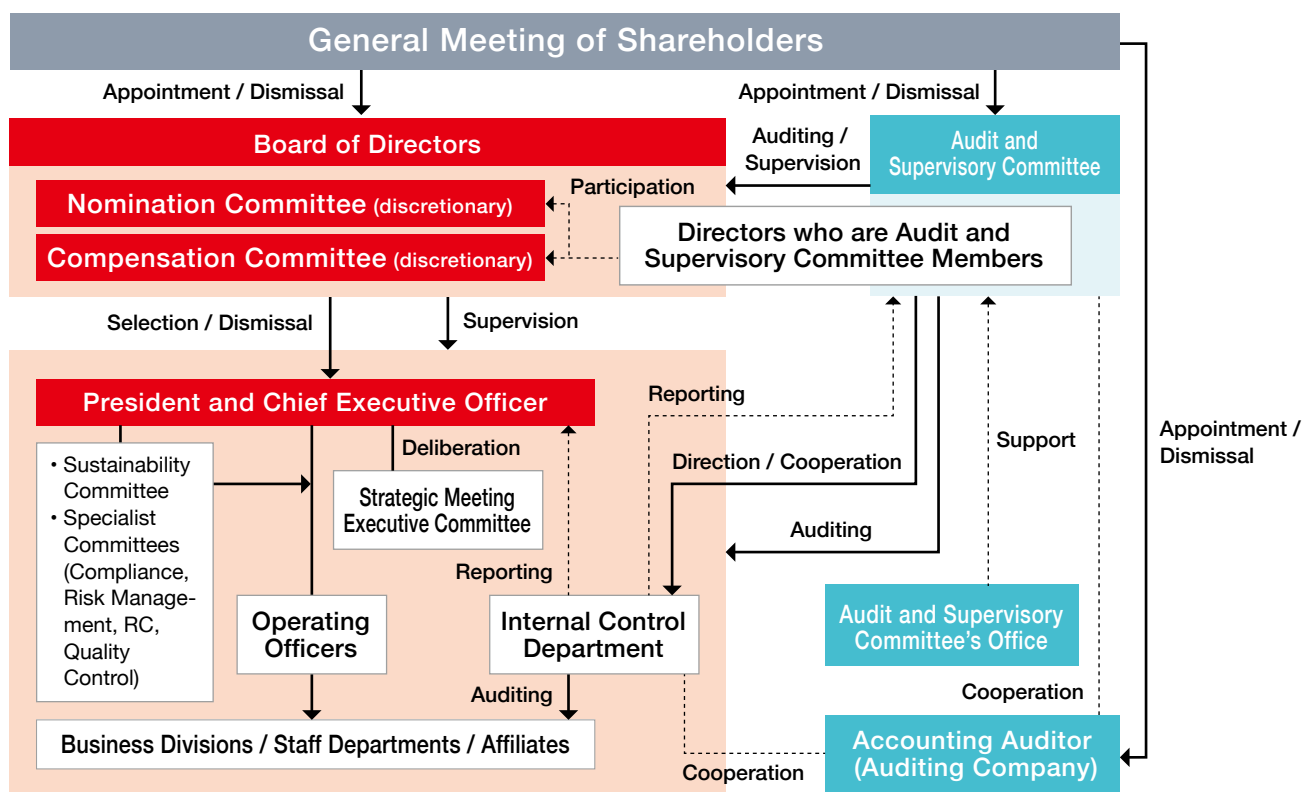 General Meeting of Shareholders
Appointment / Dismissal
Appointment / Dismissal
Board of Directors
Auditing /
Supervision
Audit and
Supervisory Committee
Participation
Nomination Committee (discretionary)
Compensation Committee (discretionary)
Directors who are Audit and
Supervisory Committee Members
Selection / Dismissal
Supervision
President and Chief Executive Officer
Reporting
Appointment /
Dismissal
Deliberation
Support
Direction / Cooperation
• Sustainability
Committee
• Specialist
Committees
(Compliance,
Risk Manage-
ment, RC,
Quality
Control)
Strategic Meeting
Executive Committee
Auditing
Reporting
Operating
Officers
Internal Control
Department
Audit and Supervisory
Committee's Office
Auditing
Cooperation
Business Divisions / Staff Departments / Affiliates
Accounting Auditor
(Auditing Company)
Cooperation